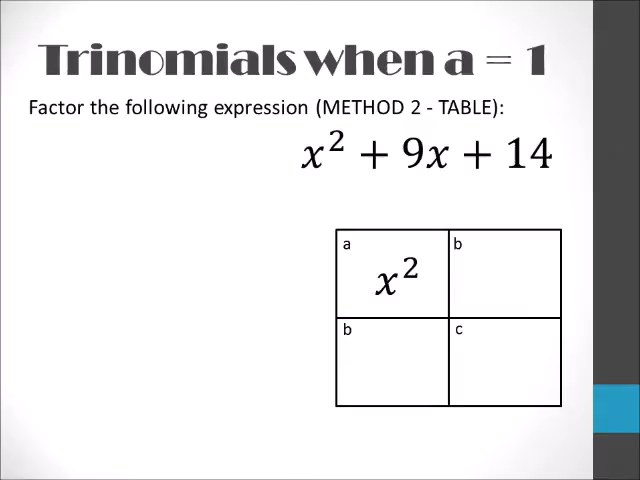 Trinomials when a = 1
Factor the following expression (METHOD 2 - TABLE):
x² + 9x + 14
a b
x²
b c